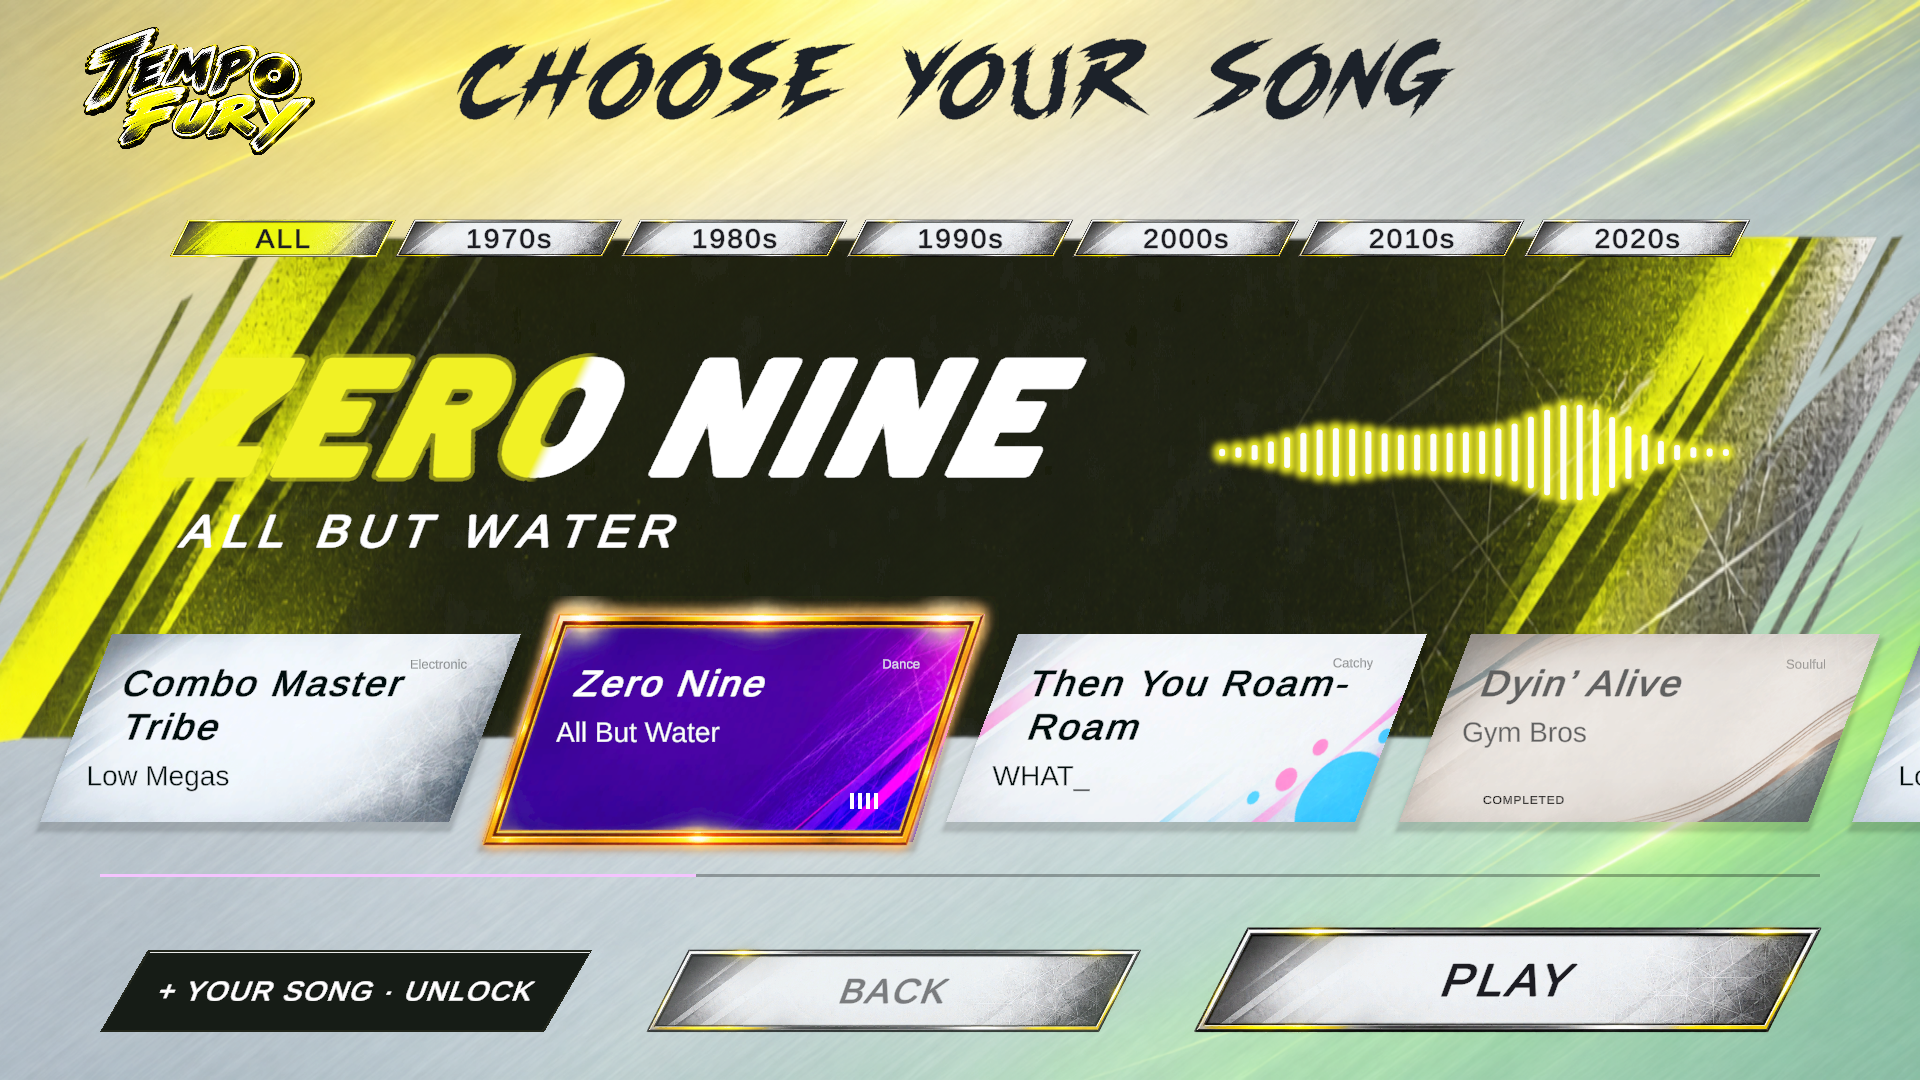 TEMPO
FURY
CHOOSE YOUR SONG
ALL 1970s 1980s 1990s 2000s 2010s 2020s
ZERO NINE
ALL BUT WATER
Electronic
Combo Master
Tribe
Low Megas
Dance
Zero Nine
All But Water
Catchy
Then You Roam-
Roam
WHAT_
Soulful
Dyin’ Alive
Gym Bros
COMPLETED
+ YOUR SONG · UNLOCK
BACK
PLAY